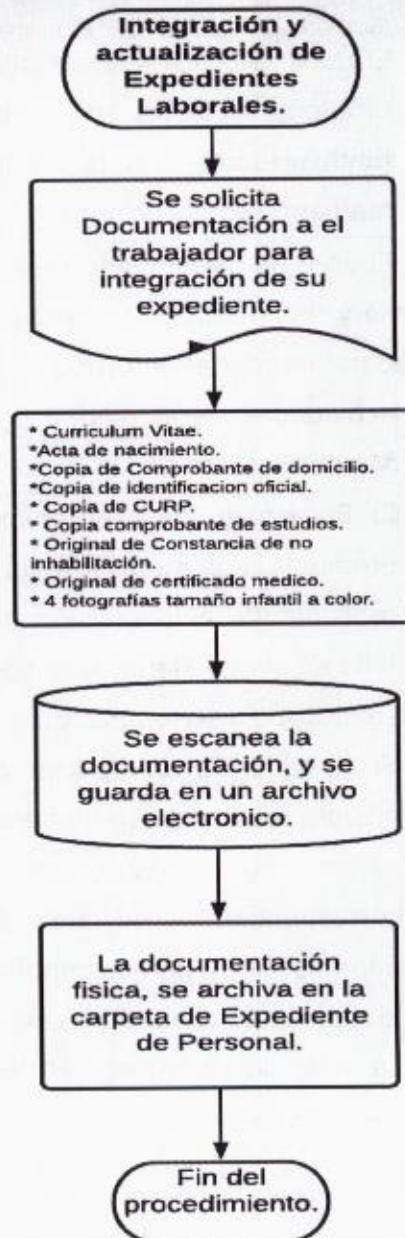 Integración y
actualización de
Expedientes
Laborales.
Se solicita
Documentación a el
trabajador para
integración de su
expediente.
* Curriculum Vitae.
*Acta de nacimiento.
*Copia de Comprobante de domicilio.
*Copia de identificacion oficial.
* Copia de CURP.
* Copia comprobante de estudios.
* Original de Constancia de no
inhabilitación.
* Original de certificado medico.
* 4 fotografías tamaño infantil a color.
Se escanea la
documentación, y se
guarda en un archivo
electronico.
La documentación
fisica, se archiva en la
carpeta de Expediente
de Personal.
Fin del
procedimiento.